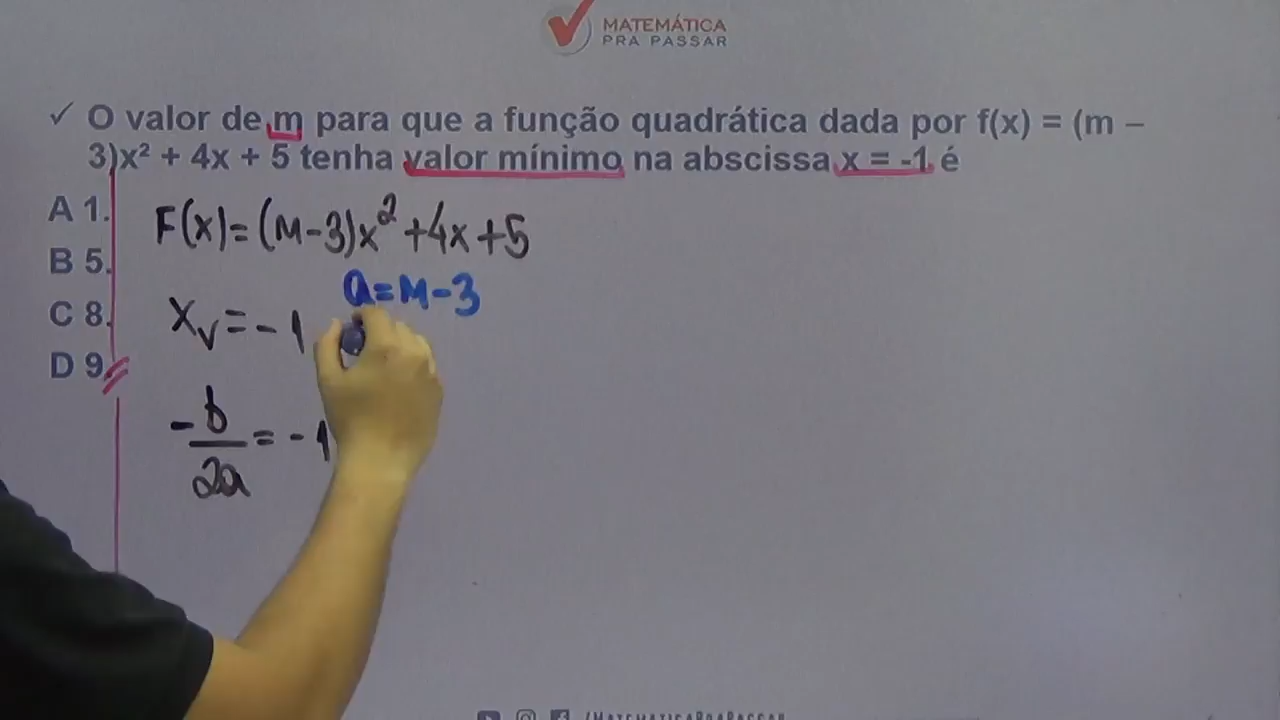 MATEMÁTICA
PRA PASSAR
✓ O valor de m para que a função quadrática dada por f(x) = (m –
3)x² + 4x + 5 tenha valor mínimo na abscissa x = -1 é
A 1.
B 5.
C 8.
D 9.
F(x)=(M-3)x²+4x+5
a=M-3
Xv=-1
-b/2a=-1
/MATEMATICAPRAPASSAR